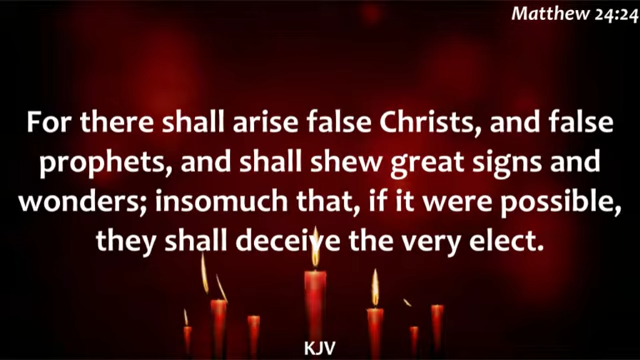 Matthew 24:24
For there shall arise false Christs, and false
prophets, and shall shew great signs and
wonders; insomuch that, if it were possible,
they shall deceive the very elect.
KJV